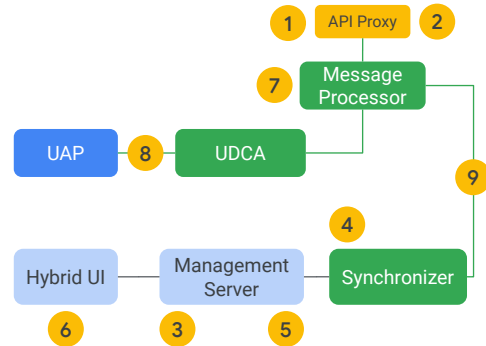 1
API Proxy
2
7
Message
Processor
UAP
8
UDCA
9
4
Hybrid UI
Management
Server
Synchronizer
6
3
5